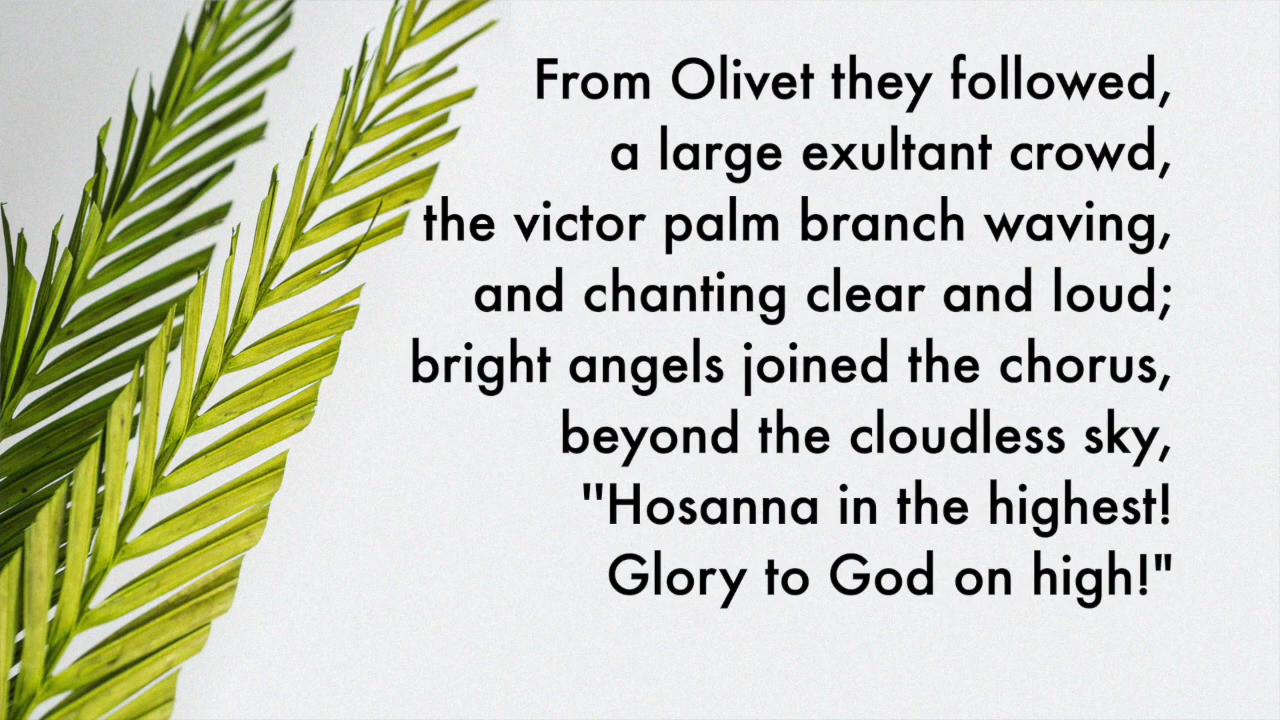 From Olivet they followed,
a large exultant crowd,
the victor palm branch waving,
and chanting clear and loud;
bright angels joined the chorus,
beyond the cloudless sky,
"Hosanna in the highest!
Glory to God on high!"